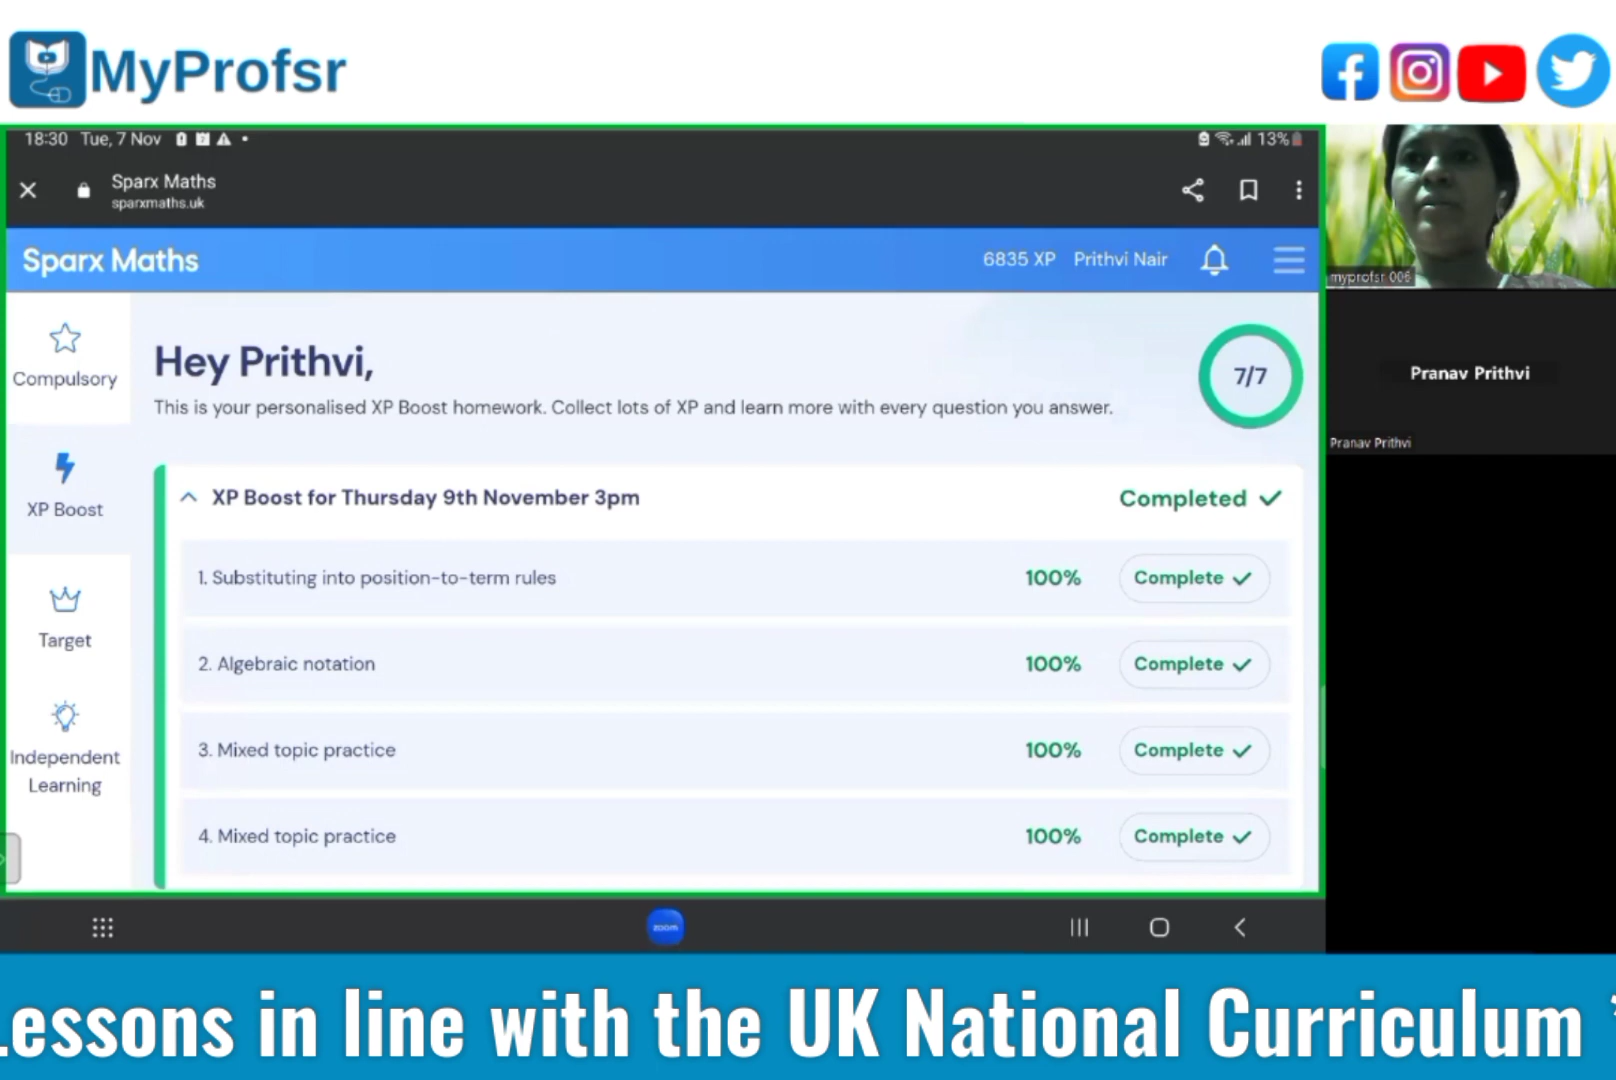 MyProfsr
18:30 Tue, 7 Nov
13%
Sparx Maths
sparxmaths.uk
Sparx Maths
6835 XP Prithvi Nair
Compulsory
XP Boost
Target
Independent
Learning
Hey Prithvi,
This is your personalised XP Boost homework. Collect lots of XP and learn more with every question you answer.
7/7
XP Boost for Thursday 9th November 3pm
Completed
1. Substituting into position-to-term rules 100% Complete
2. Algebraic notation 100% Complete
3. Mixed topic practice 100% Complete
4. Mixed topic practice 100% Complete
zoom
myprofsr 006
Pranav Prithvi
Pranav Prithvi
Lessons in line with the UK National Curriculum *